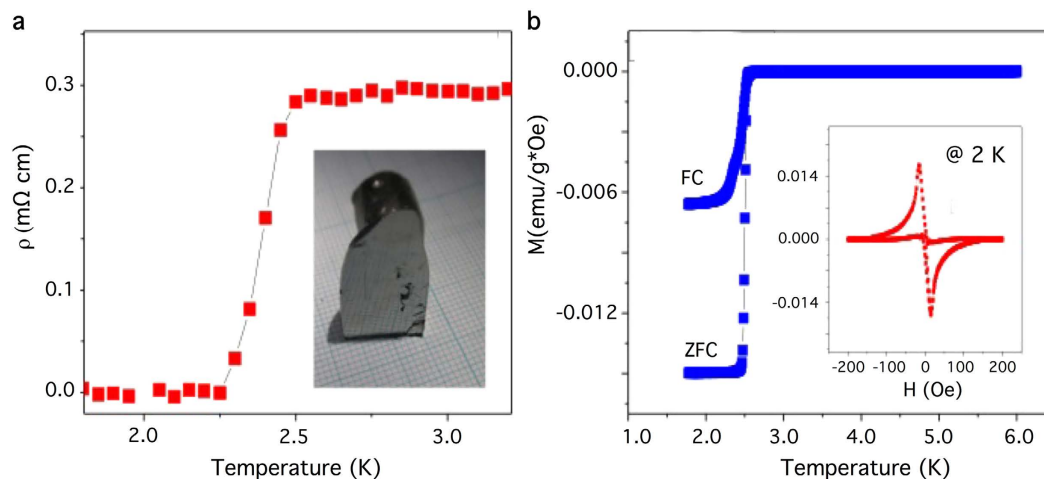 a
ρ (mΩ cm)
0.3
0.2
0.1
0.0
2.0 2.5 3.0
Temperature (K)
b
M(emu/g*Oe)
0.000
-0.006
-0.012
FC
ZFC
1.0 2.0 3.0 4.0 5.0 6.0
Temperature (K)
@ 2 K
0.014
0.000
-0.014
-200 -100 0 100 200
H (Oe)